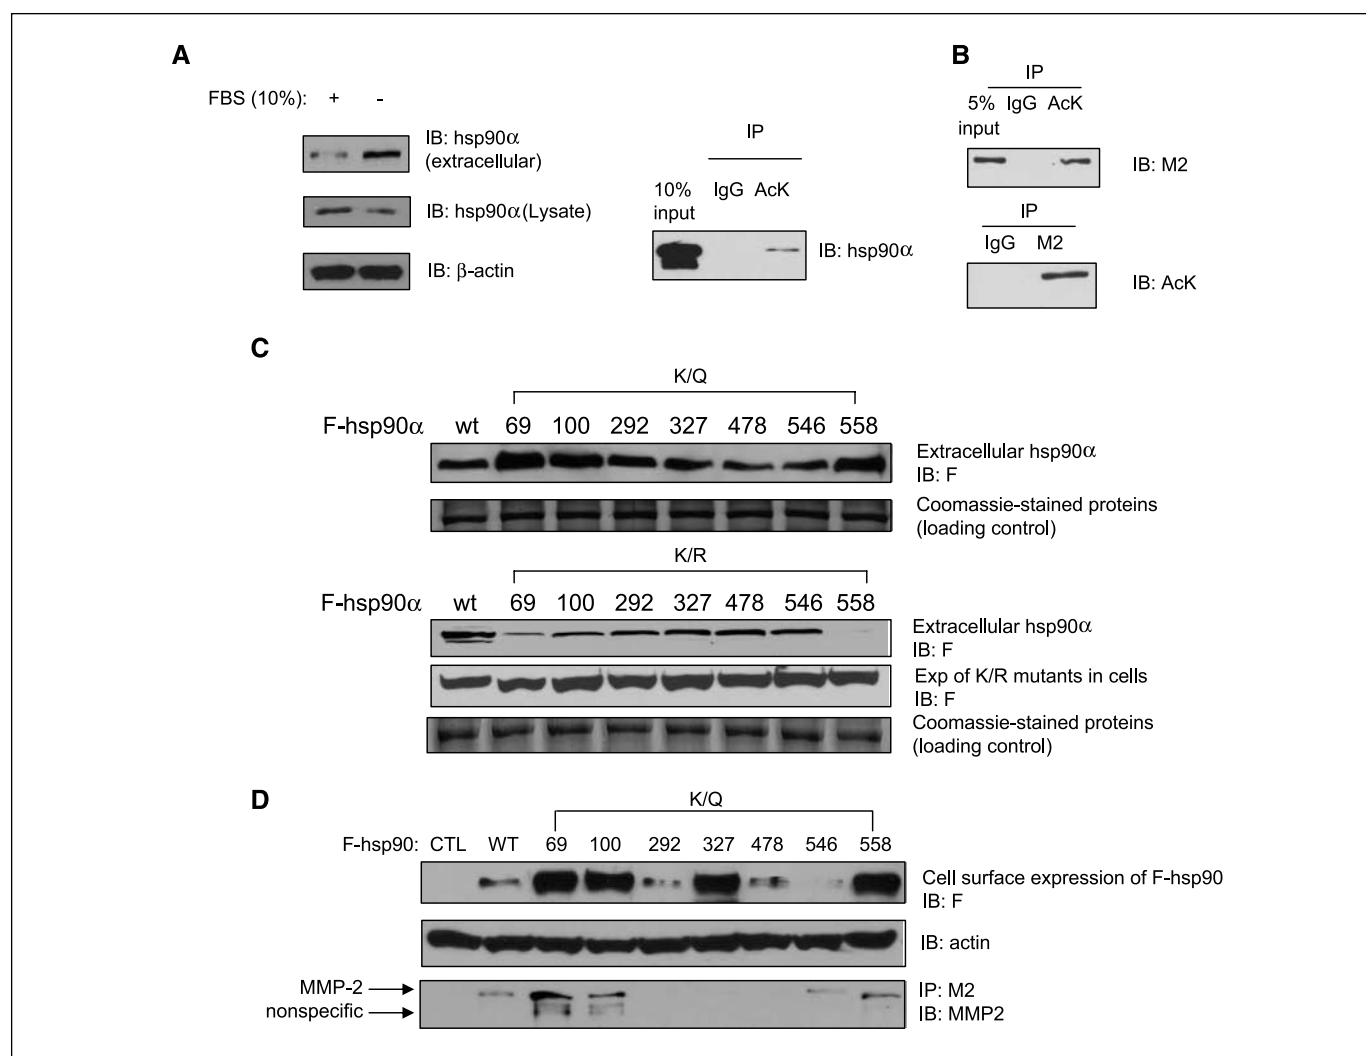 A
FBS (10%): + -
IB: hsp90α
(extracellular)
IB: hsp90α(Lysate)
IB: β-actin
IP
10%
input
IgG AcK
IB: hsp90α
B
IP
5%
input
IgG AcK
IB: M2
IP
IgG M2
IB: AcK
C
K/Q
F-hsp90α wt 69 100 292 327 478 546 558
Extracellular hsp90α
IB: F
Coomassie-stained proteins
(loading control)
K/R
F-hsp90α wt 69 100 292 327 478 546 558
Extracellular hsp90α
IB: F
Exp of K/R mutants in cells
IB: F
Coomassie-stained proteins
(loading control)
D
K/Q
F-hsp90: CTL WT 69 100 292 327 478 546 558
Cell surface expression of F-hsp90
IB: F
IB: actin
MMP-2
nonspecific
IP: M2
IB: MMP2